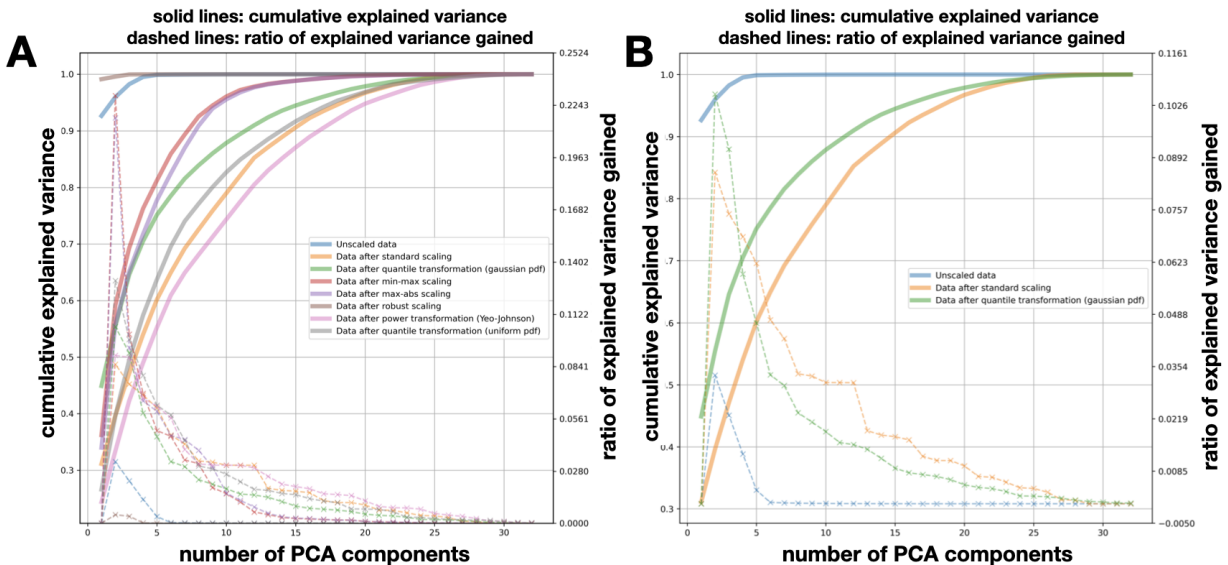 A
solid lines: cumulative explained variance
dashed lines: ratio of explained variance gained
cumulative explained variance
1.0
0.9
0.8
0.7
0.6
0.5
0.4
0.3
Unscaled data
Data after standard scaling
Data after quantile transformation (gaussian pdf)
Data after min-max scaling
Data after max-abs scaling
Data after robust scaling
Data after power transformation (Yeo-Johnson)
Data after quantile transformation (uniform pdf)
0.2524
0.2243
0.1963
0.1682
0.1402
0.1122
0.0841
0.0561
0.0280
0.0000
ratio of explained variance gained
0 5 10 15 20 25 30
number of PCA components
B
solid lines: cumulative explained variance
dashed lines: ratio of explained variance gained
cumulative explained variance
1.0
0.9
0.8
0.7
0.6
0.5
0.4
0.3
Unscaled data
Data after standard scaling
Data after quantile transformation (gaussian pdf)
0.1161
0.1026
0.0892
0.0757
0.0623
0.0488
0.0354
0.0219
0.0085
−0.0050
ratio of explained variance gained
0 5 10 15 20 25 30
number of PCA components